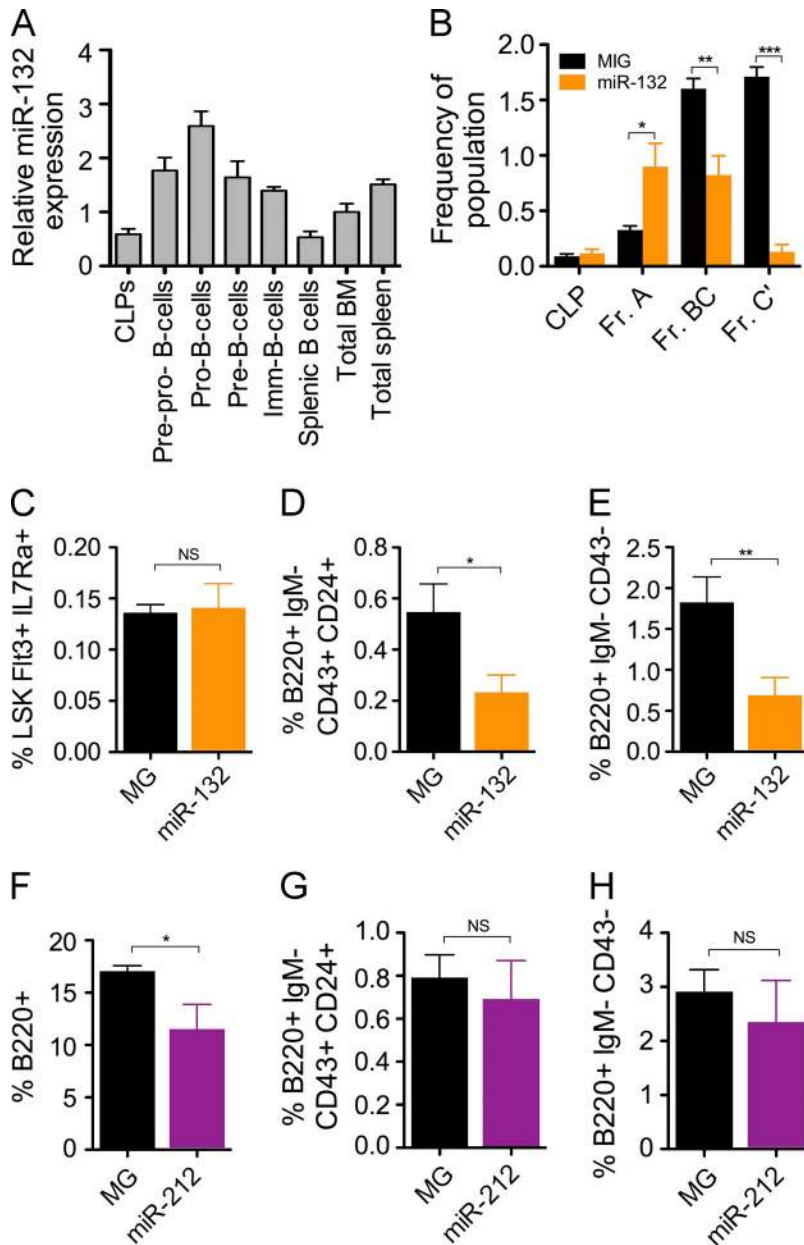 A
Relative miR-132
expression
4
3
2
1
0
CLPs
Pre-pro- B-cells
Pro-B-cells
Pre-B-cells
Imm-B-cells
Splenic B cells
Total BM
Total spleen
B
Frequency of
population
2.0
1.5
1.0
0.5
0.0
MIG
miR-132
*
**
***
CLP
Fr. A
Fr. BC
Fr. C'
C
% LSK Flt3+ IL7Ra+
0.20
0.15
0.10
0.05
0.00
NS
MG
miR-132
D
% B220+ IgM-
CD43+ CD24+
0.8
0.6
0.4
0.2
0.0
*
MG
miR-132
E
% B220+ IgM- CD43-
2.5
2.0
1.5
1.0
0.5
0.0
**
MG
miR-132
F
% B220+
20
15
10
5
0
*
MG
miR-212
G
% B220+ IgM-
CD43+ CD24+
1.0
0.8
0.6
0.4
0.2
0.0
NS
MG
miR-212
H
% B220+ IgM- CD43-
4
3
2
1
0
NS
MG
miR-212